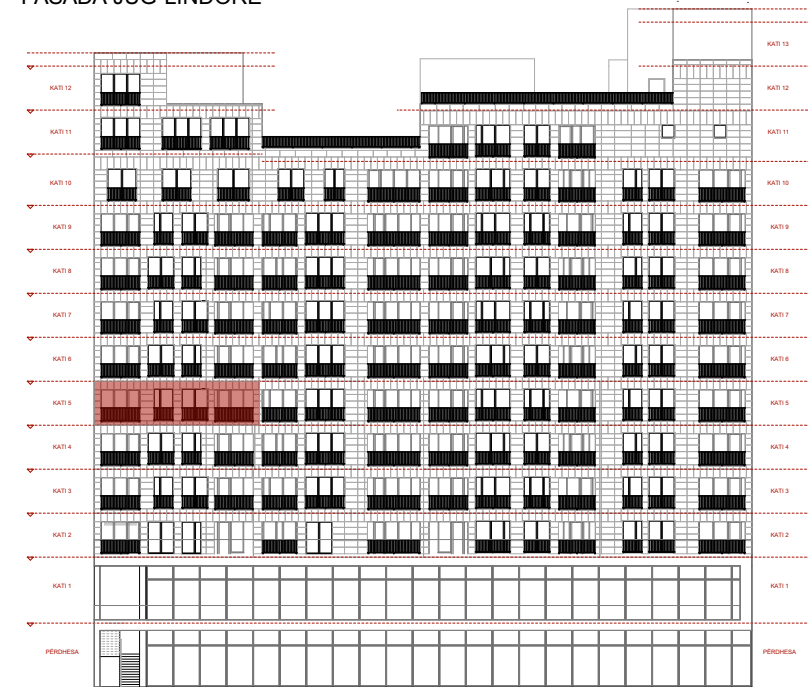 FASADA JUG-LINDORE
KATI 13
KATI 12 KATI 12
KATI 11 KATI 11
KATI 10 KATI 10
KATI 9 KATI 9
KATI 8 KATI 8
KATI 7 KATI 7
KATI 6 KATI 6
KATI 5 KATI 5
KATI 4 KATI 4
KATI 3 KATI 3
KATI 2 KATI 2
KATI 1 KATI 1
PËRDHESA PËRDHESA